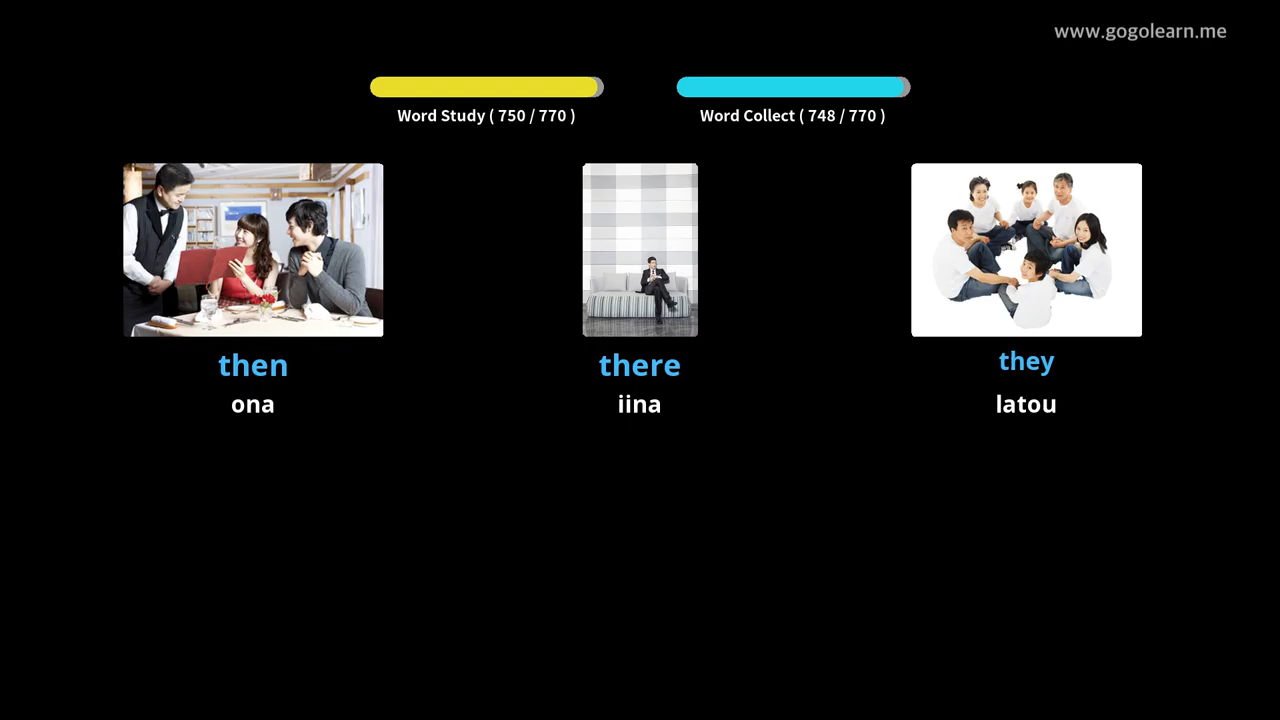 www.gogolearn.me
Word Study ( 750 / 770 )
Word Collect ( 748 / 770 )
then
there
they
ona
iina
latou